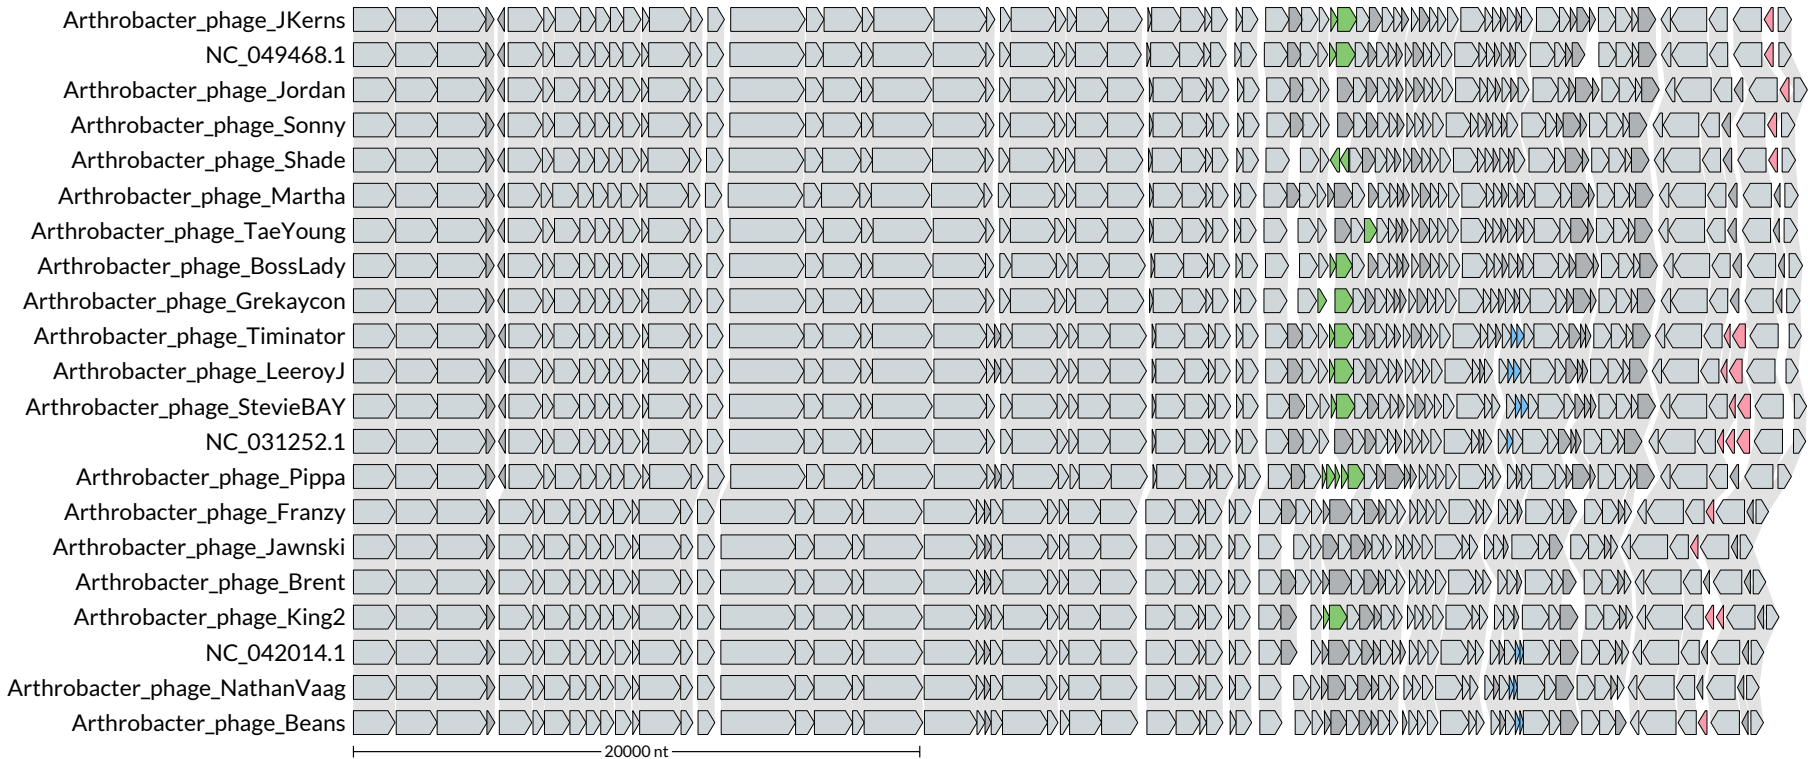 Arthrobacter_phage_JKerns
NC_049468.1
Arthrobacter_phage_Jordan
Arthrobacter_phage_Sonny
Arthrobacter_phage_Shade
Arthrobacter_phage_Martha
Arthrobacter_phage_TaeYoung
Arthrobacter_phage_BossLady
Arthrobacter_phage_Grekaycon
Arthrobacter_phage_Timinator
Arthrobacter_phage_LeeroyJ
Arthrobacter_phage_StevieBAY
NC_031252.1
Arthrobacter_phage_Pippa
Arthrobacter_phage_Franzy
Arthrobacter_phage_Jawnski
Arthrobacter_phage_Brent
Arthrobacter_phage_King2
NC_042014.1
Arthrobacter_phage_NathanVaag
Arthrobacter_phage_Beans
20000 nt